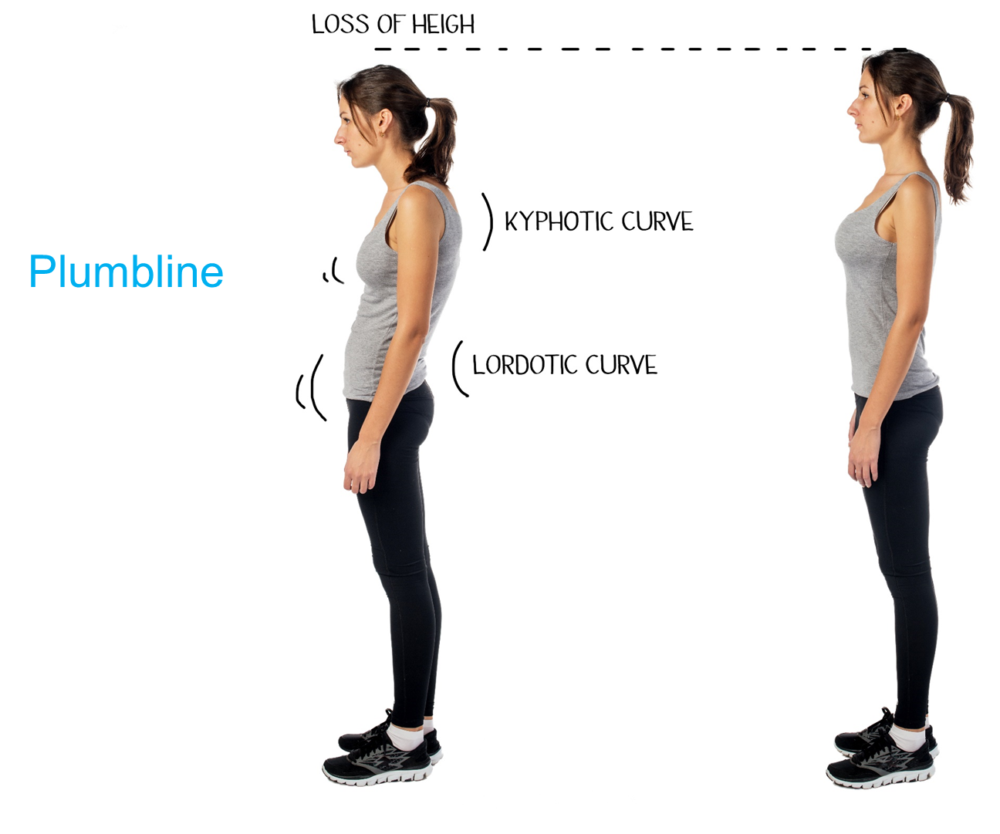 LOSS OF HEIGH
KYPHOTIC CURVE
Plumbline
LORDOTIC CURVE